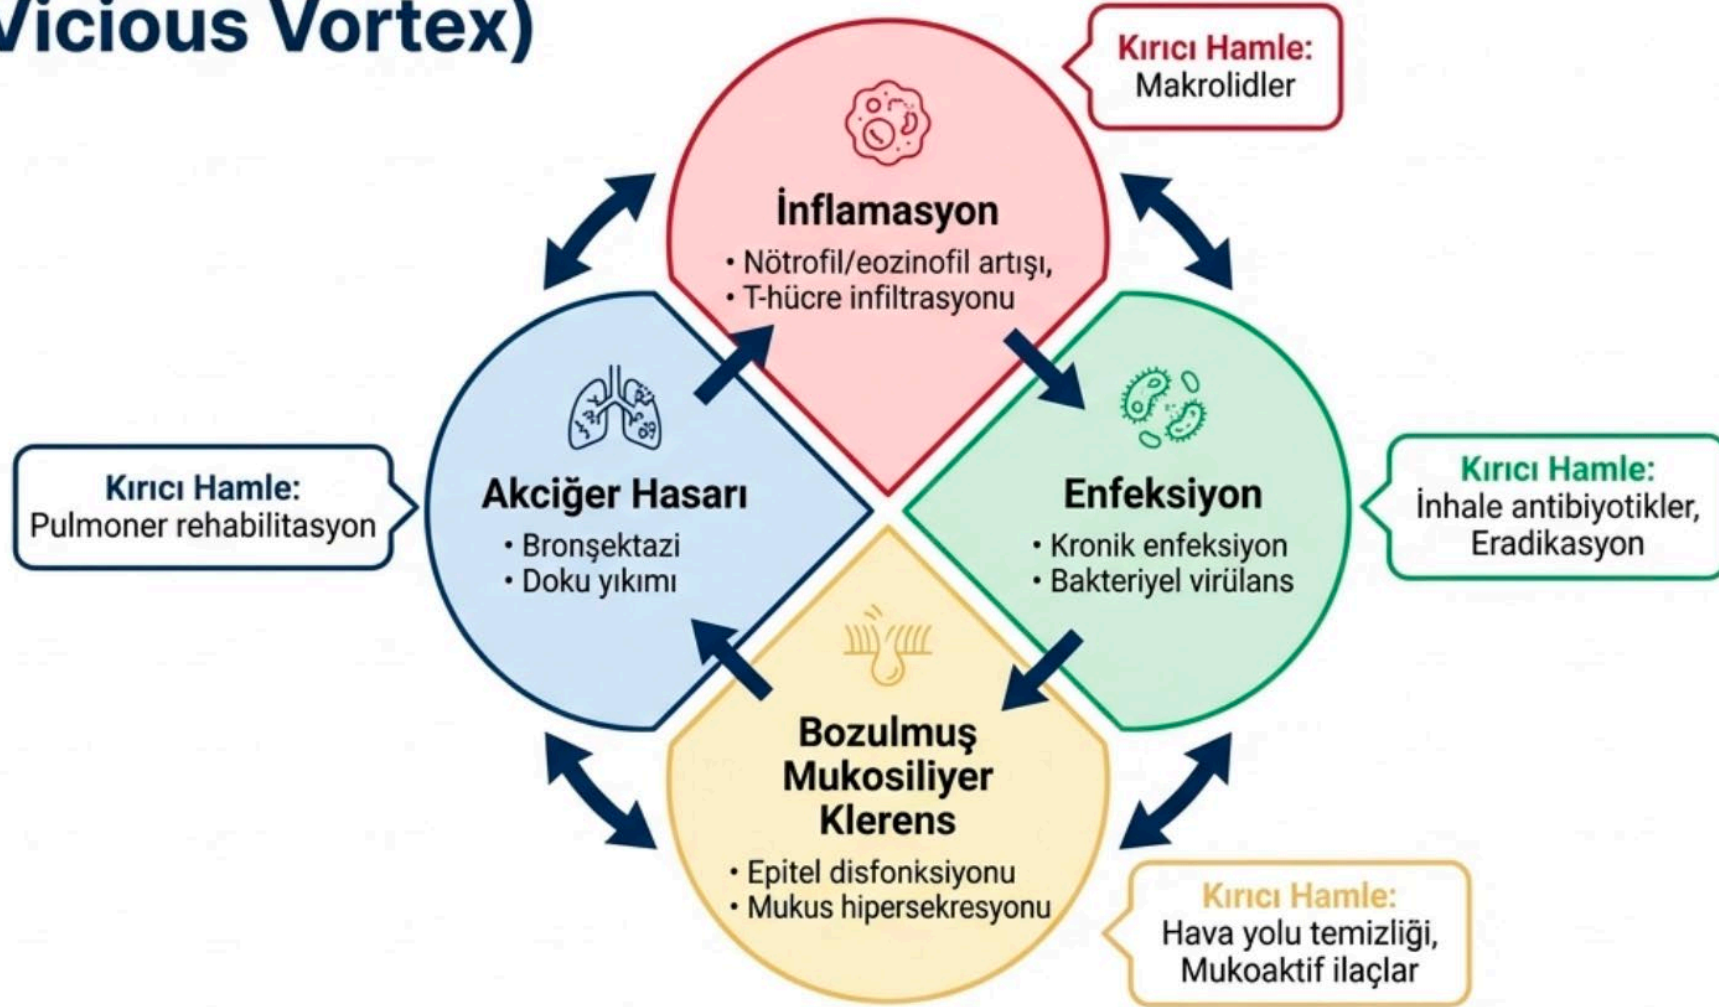 Vicious Vortex)
Kırıcı Hamle:
Makrolidler
İnflamasyon
• Nötrofil/eozinofil artışı,
• T-hücre infiltrasyonu
Kırıcı Hamle:
Pulmoner rehabilitasyon
Akciğer Hasarı
• Bronşektazi
• Doku yıkımı
Enfeksiyon
• Kronik enfeksiyon
• Bakteriyel virülans
Kırıcı Hamle:
İnhale antibiyotikler,
Eradikasyon
Bozulmuş
Mukosiliyer
Klerens
• Epitel disfonksiyonu
• Mukus hipersekresyonu
Kırıcı Hamle:
Hava yolu temizliği,
Mukoaktif ilaçlar